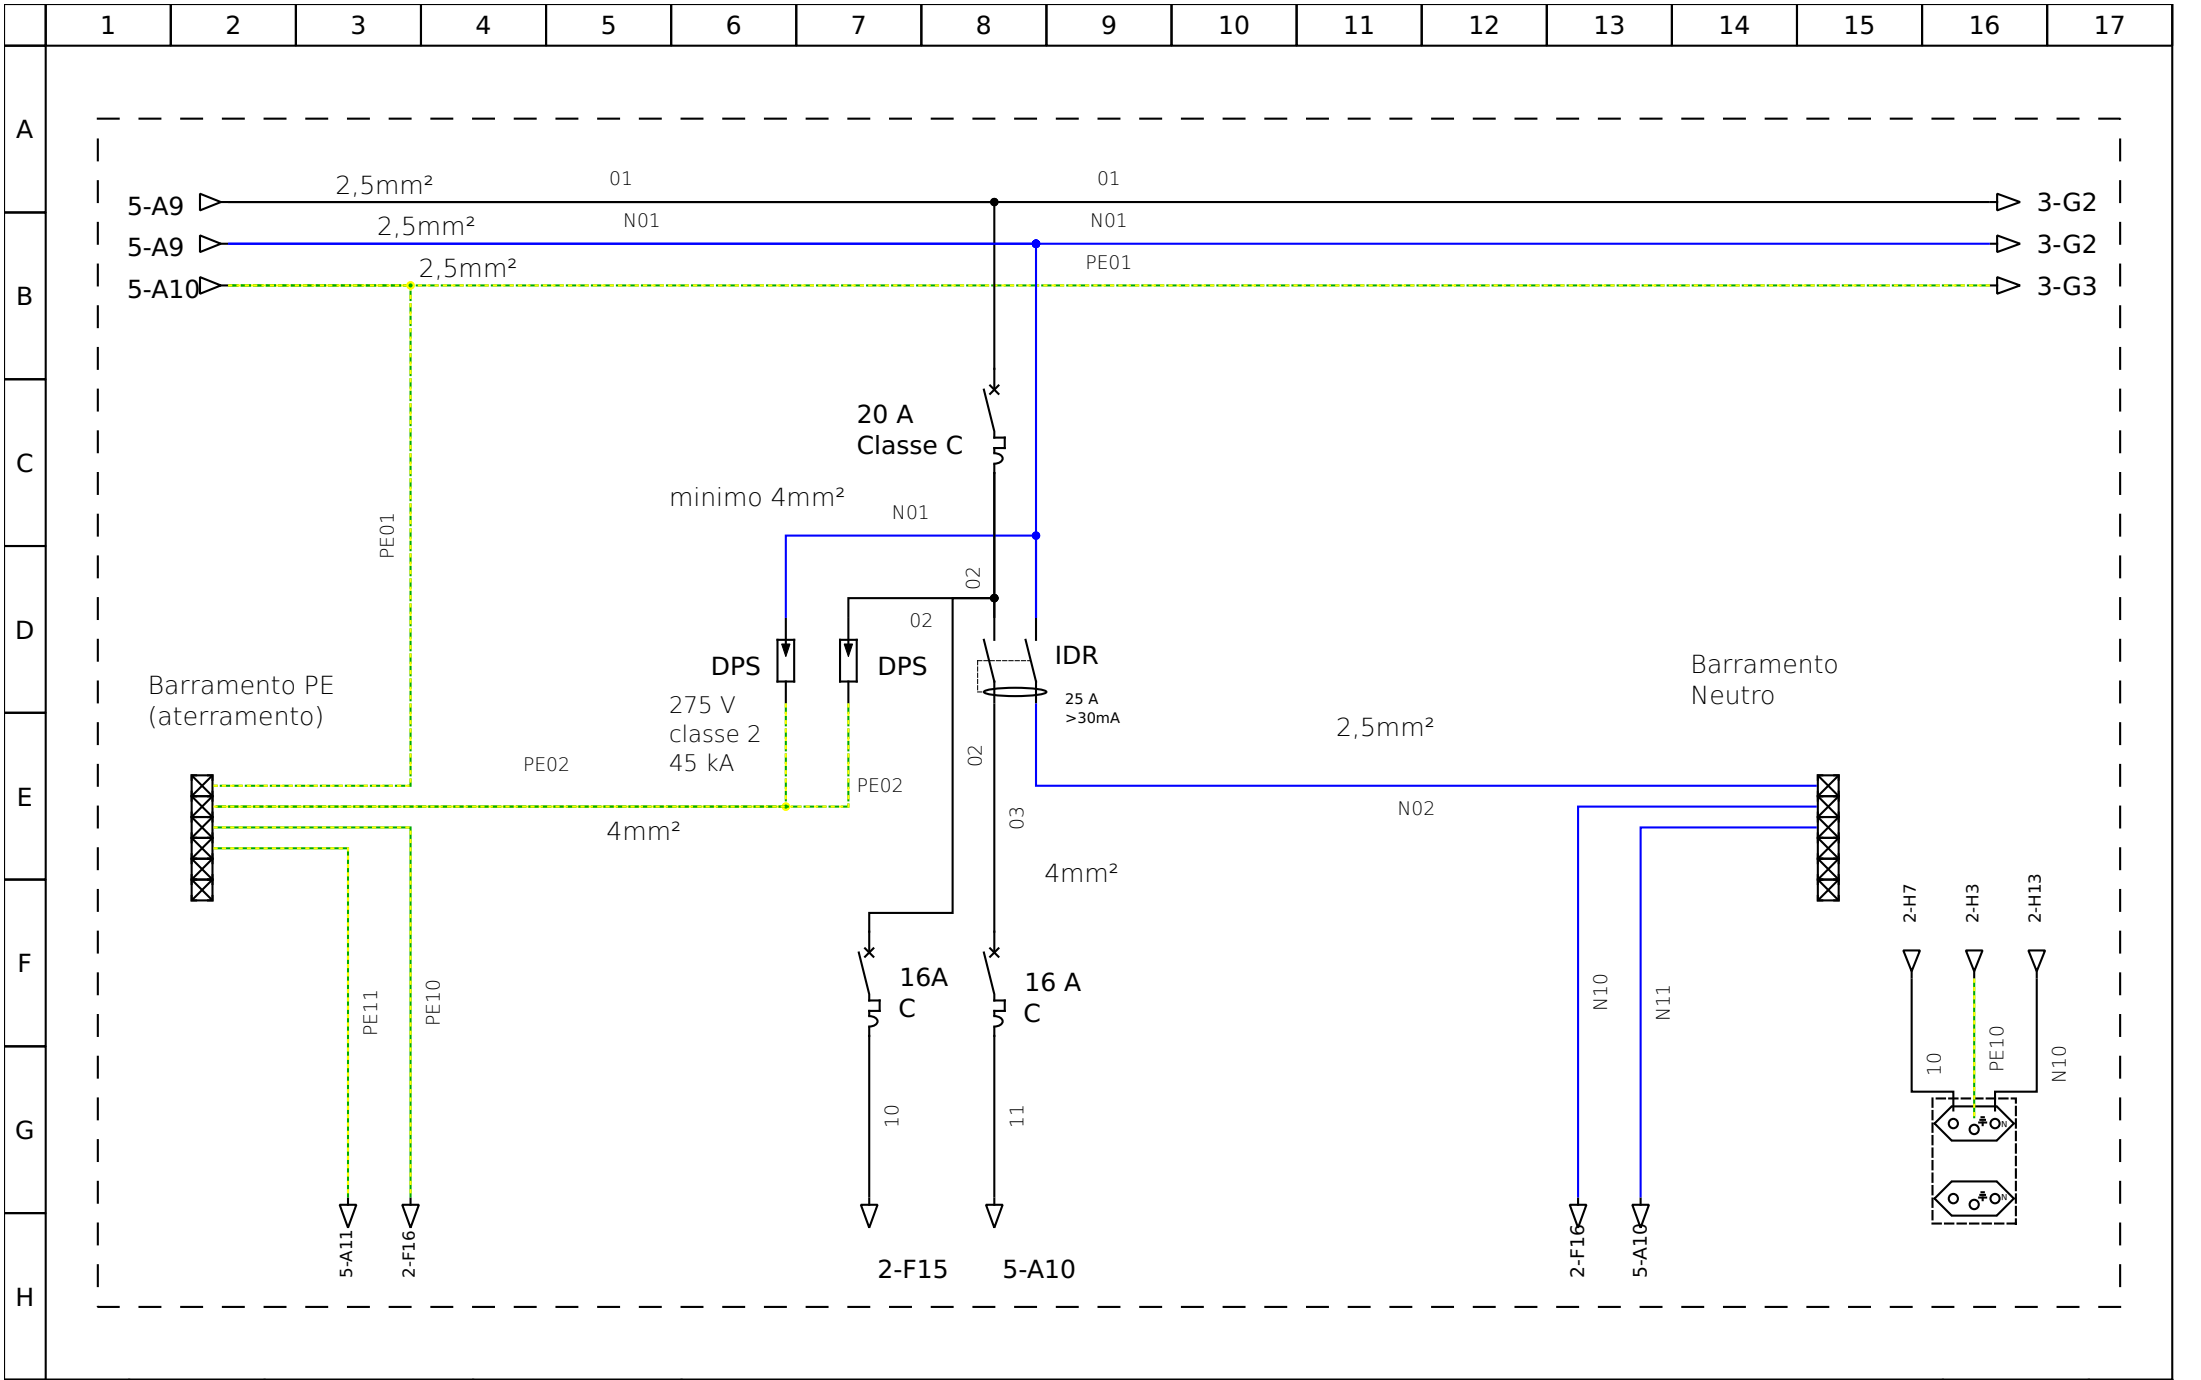 1 2 3 4 5 6 7 8 9 10 11 12 13 14 15 16 17
A
B
C
D
E
F
G
H
5-A9
2,5mm²
01
01
3-G2
5-A9
2,5mm²
N01
N01
3-G2
5-A10
2,5mm²
PE01
3-G3
20 A
Classe C
minimo 4mm²
N01
PE01
02
02
DPS
DPS
IDR
25 A
>30mA
275 V
classe 2
45 kA
Barramento PE
(aterramento)
Barramento
Neutro
2,5mm²
PE02
PE02
02
N02
4mm²
03
4mm²
2-H7
2-H3
2-H13
16A
C
16 A
C
PE11
PE10
N10
N11
10
PE10
N10
10
11
N
N
5-A11
2-F16
2-F15
5-A10
2-F16
5-A10